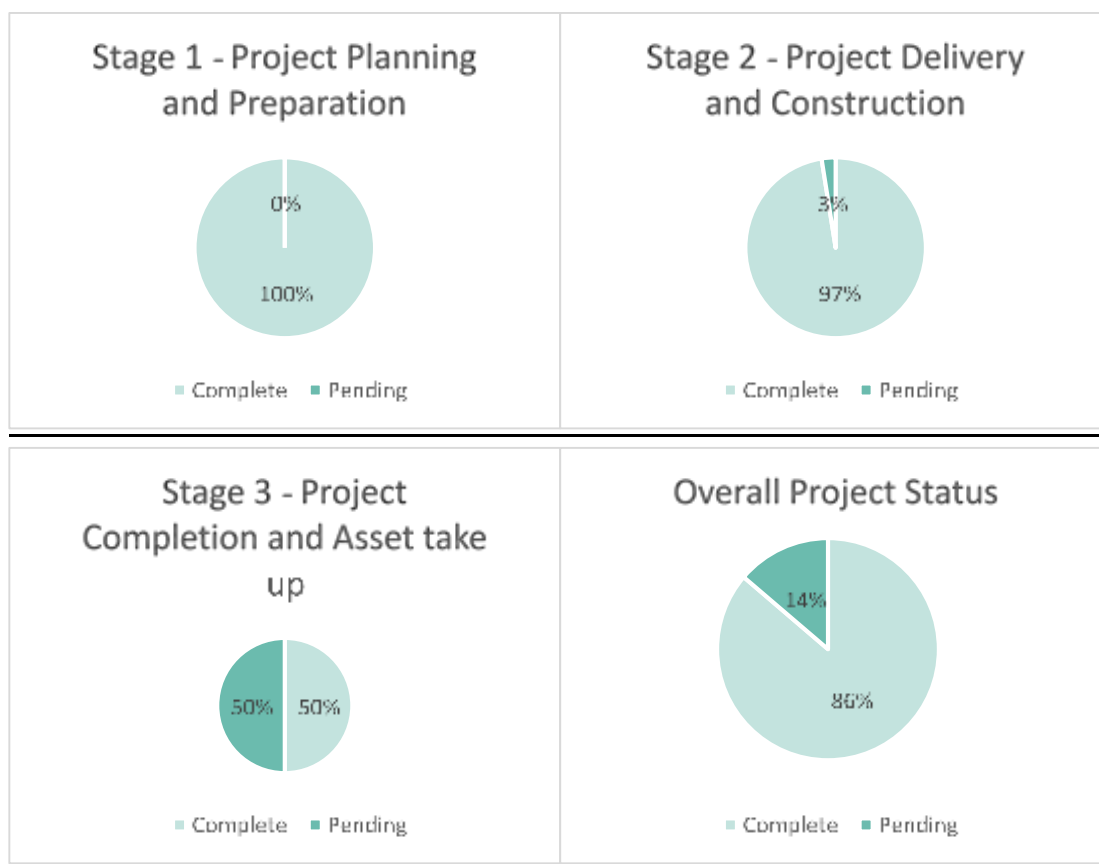 Stage 1 - Project Planning
and Preparation
0%
100%
Complete Pending
Stage 2 - Project Delivery
and Construction
3%
97%
Complete Pending
Stage 3 - Project
Completion and Asset take
up
50% 50%
Complete Pending
Overall Project Status
14%
86%
Complete Pending